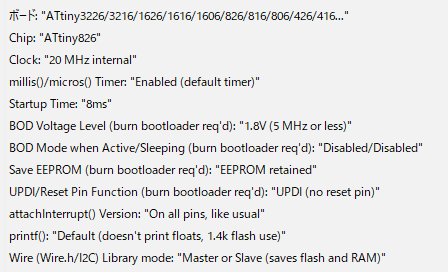 ボード: "ATtiny3226/3216/1626/1616/1606/826/816/806/426/416..."
Chip: "ATtiny826"
Clock: "20 MHz internal"
millis()/micros() Timer: "Enabled (default timer)"
Startup Time: "8ms"
BOD Voltage Level (burn bootloader req'd): "1.8V (5 MHz or less)"
BOD Mode when Active/Sleeping (burn bootloader req'd): "Disabled/Disabled"
Save EEPROM (burn bootloader req'd): "EEPROM retained"
UPDI/Reset Pin Function (burn bootloader req'd): "UPDI (no reset pin)"
attachInterrupt() Version: "On all pins, like usual"
printf(): "Default (doesn't print floats, 1.4k flash use)"
Wire (Wire.h/I2C) Library mode: "Master or Slave (saves flash and RAM)"